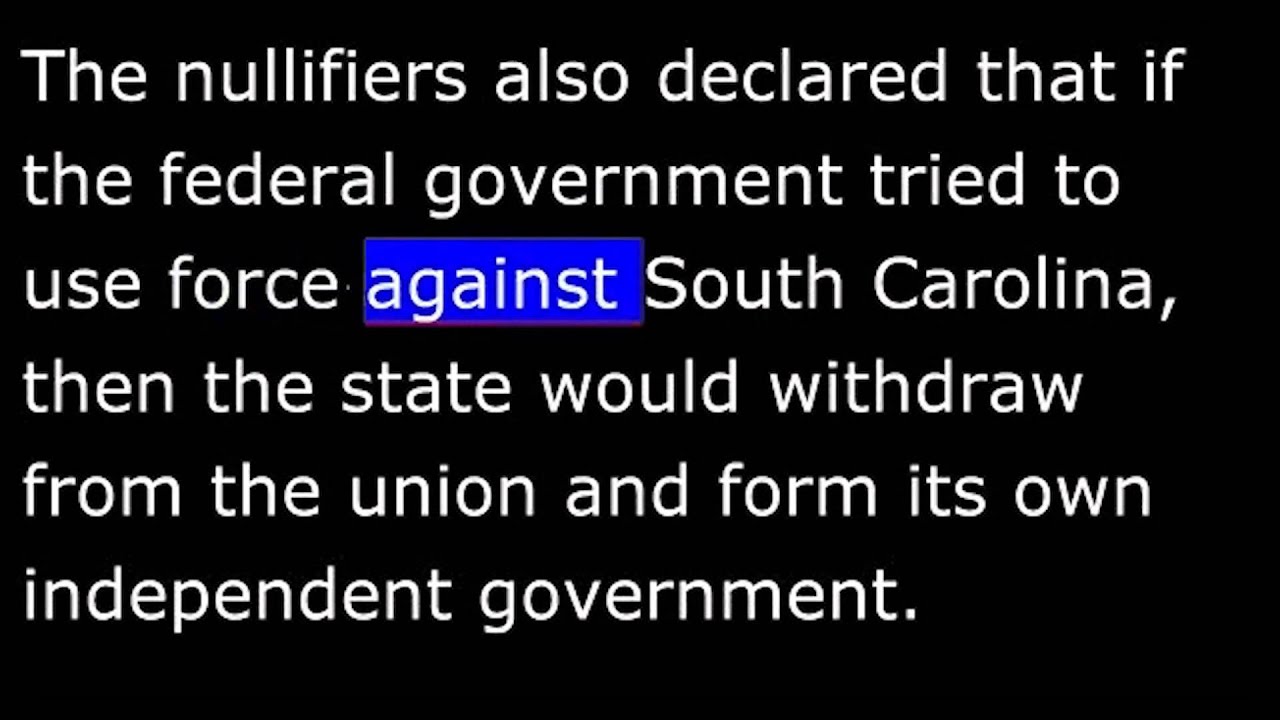 The nullifiers also declared that if
the federal government tried to
use force against South Carolina,
then the state would withdraw
from the union and form its own
independent government.